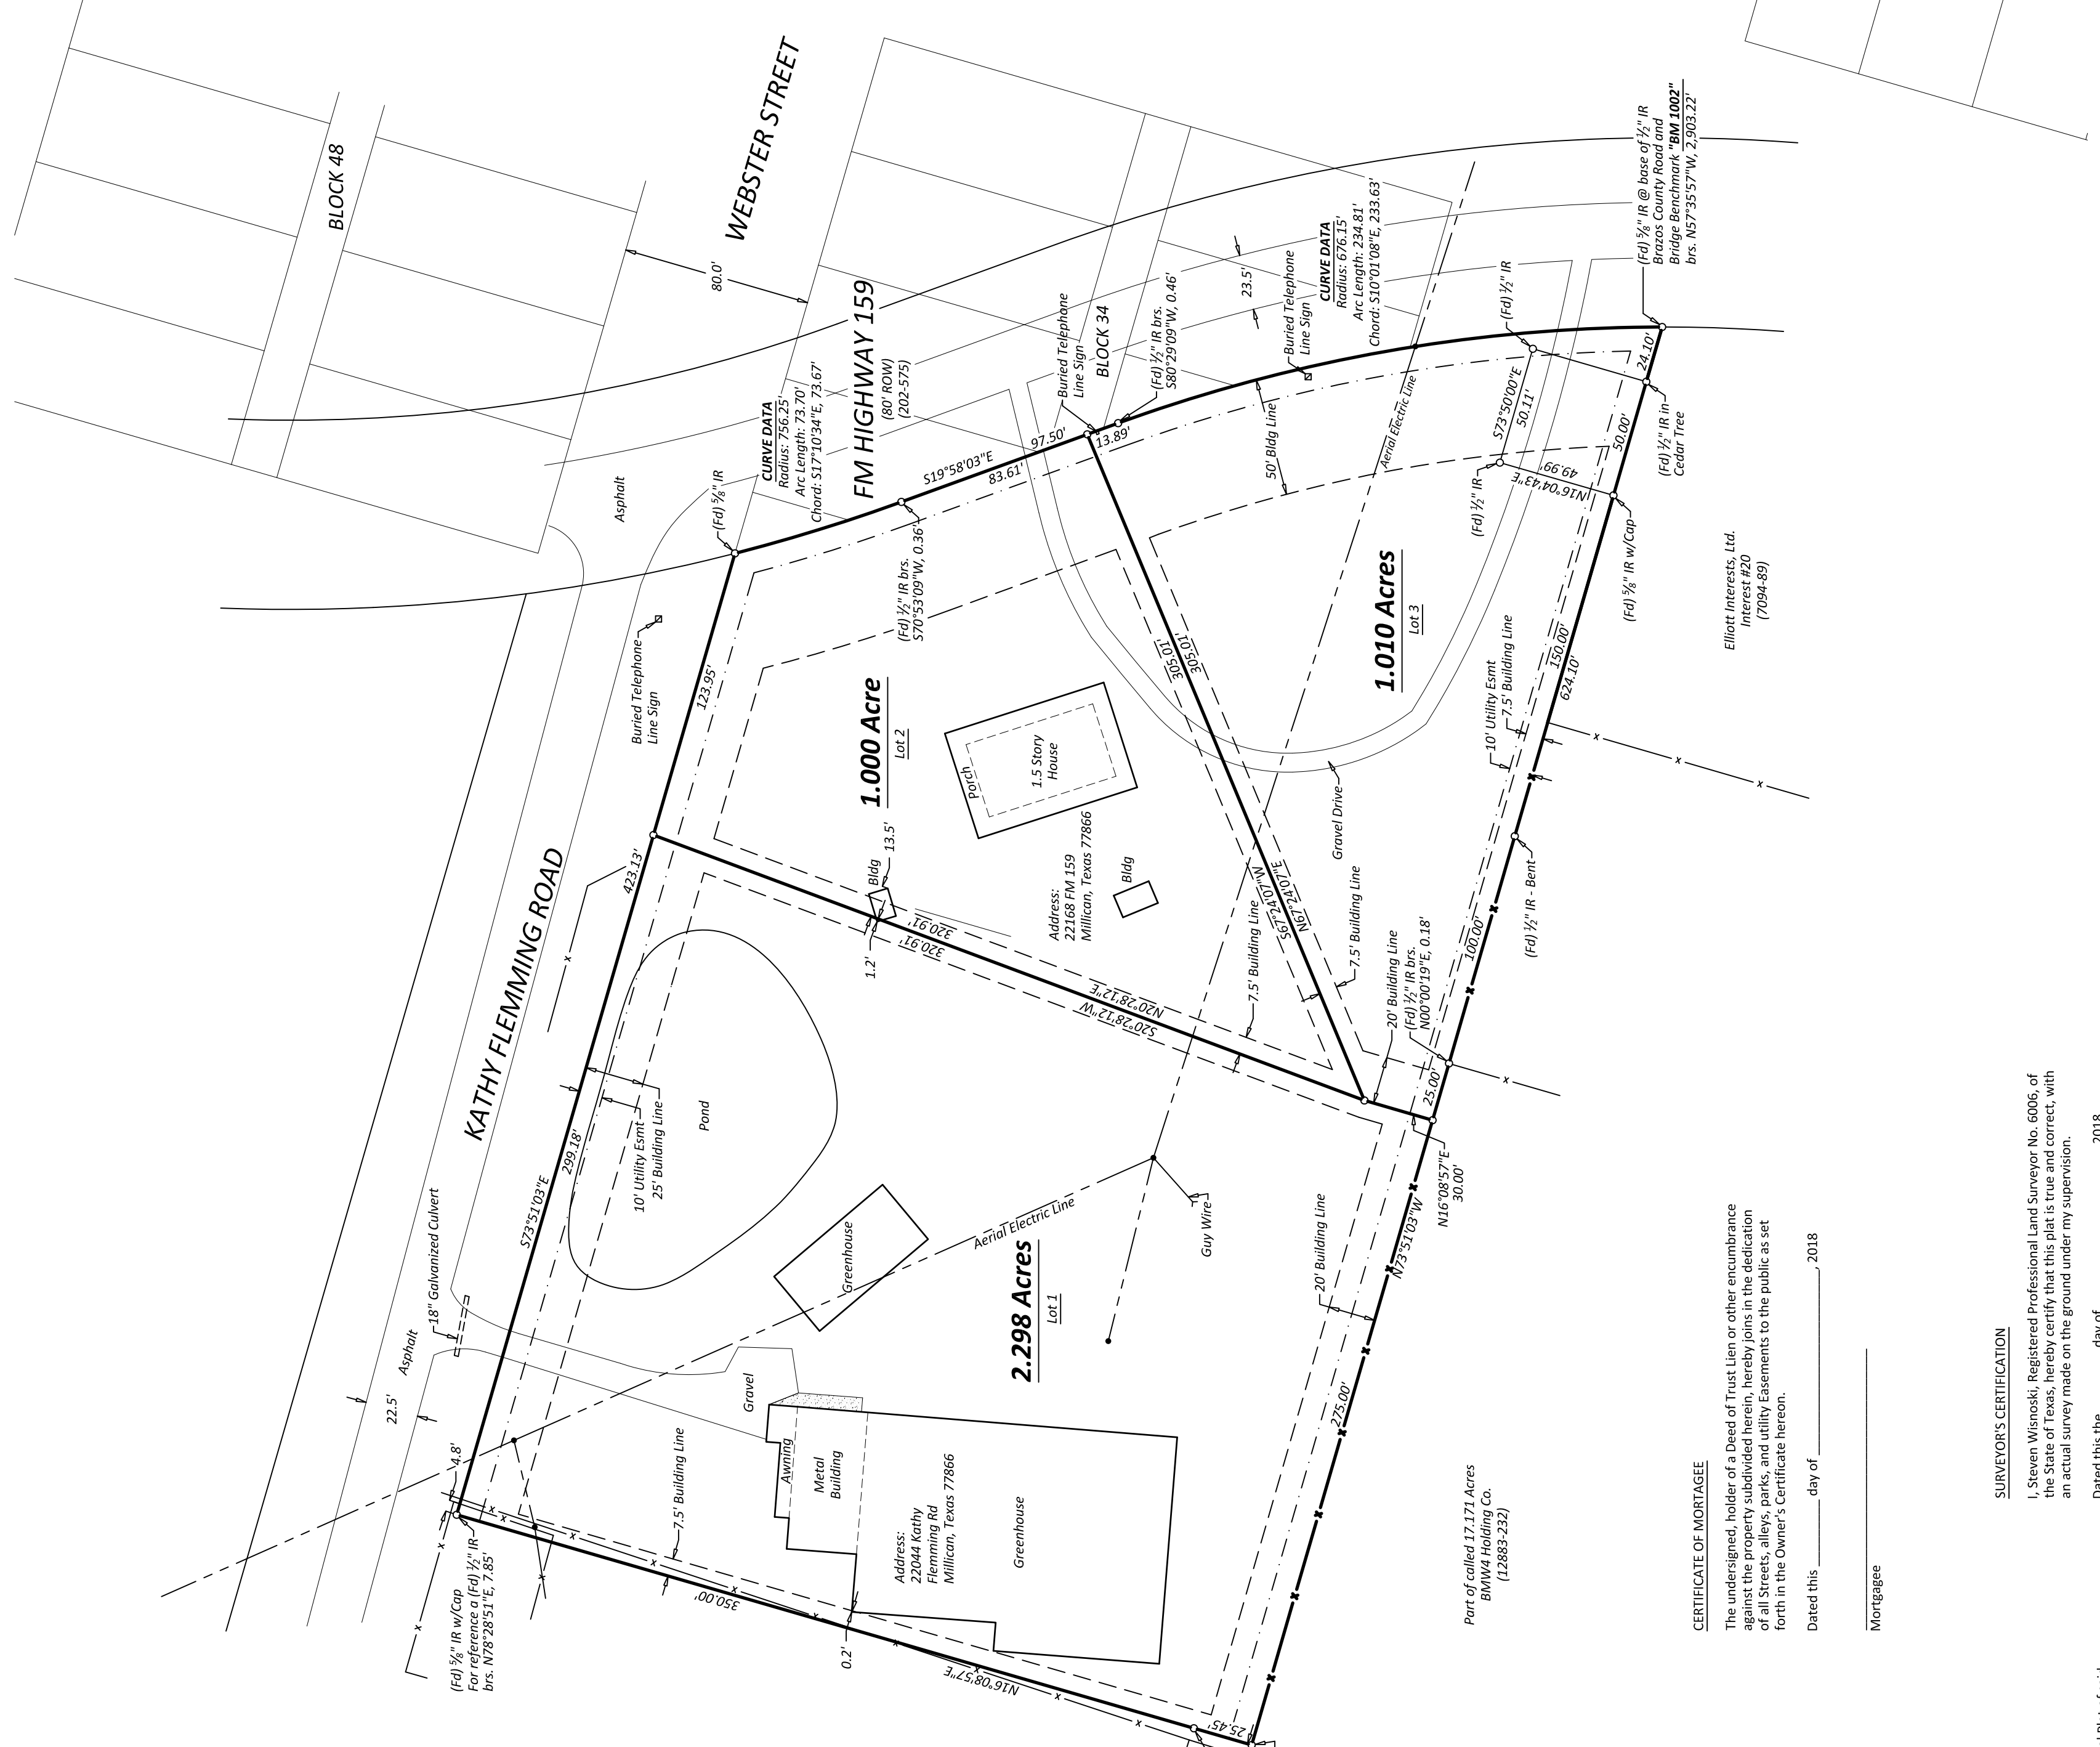 BLOCK 48
WEBSTER STREET
80.0'
FM HIGHWAY 159
(80' ROW)
(202-575)
CURVE DATA
Radius: 756.25'
Arc Length: 73.70'
Chord: S17°10'34"E, 73.67'
Asphalt
(Fd) ⅝" IR
Buried Telephone
Line Sign
BLOCK 34
(Fd) ½" IR brs.
S80°29'09"W, 0.46'
23.5'
Buried Telephone
Line Sign
CURVE DATA
Radius: 676.15'
Arc Length: 234.81'
Chord: S10°01'08"E, 233.63'
(Fd) ½" IR
(Fd) ⅝" IR @ base of ½" IR
Brazos County Road and
Bridge Benchmark "BM 1002"
brs. N57°35'57"W, 2,903.22'
97.50'
13.89'
S19°58'03"E
83.61'
(Fd) ½" IR brs.
S70°53'09"W, 0.36'
50' Bldg Line
Aerial Electric Line
S73°50'00"E
50.11'
24.10'
50.00'
(Fd) ½" IR in
Cedar Tree
(Fd) ½" IR
N16°04'43"E
49.99'
(Fd) ⅝" IR w/Cap
Elliott Interests, Ltd.
Interest #20
(7094-89)
Buried Telephone
Line Sign
123.95'
1.000 Acre
Lot 2
Porch
1.5 Story
House
305.01'
305.01'
1.010 Acres
Lot 3
10' Utility Esmt
7.5' Building Line
150.00'
624.10'
KATHY FLEMMING ROAD
423.13'
Bldg
13.5'
1.2'
320.91'
320.91'
Address:
22168 FM 159
Millican, Texas 77866
Bldg
Gravel Drive
S67°24'07"W
N67°24'07"E
7.5' Building Line
7.5' Building Line
20' Building Line
(Fd) ½" IR brs.
N00°00'19"E, 0.18'
100.00'
(Fd) ½" IR - Bent
N20°28'12"E
S20°28'12"W
25.00'
N16°08'57"E
30.00'
S73°51'03"E
299.18'
10' Utility Esmt
25' Building Line
Pond
18" Galvanized Culvert
Asphalt
22.5'
Greenhouse
Aerial Electric Line
Guy Wire
2.298 Acres
Lot 1
20' Building Line
N73°51'03"W
275.00'
Gravel
4.8'
7.5' Building Line
Awning
Metal
Building
Address:
22044 Kathy
Flemming Rd
Millican, Texas 77866
Greenhouse
(Fd) ⅝" IR w/Cap
For reference a (Fd) ½" IR
brs. N78°28'51"E, 7.85'
350.00'
0.2'
N16°08'57"E
25.45'
Part of called 17.171 Acres
BMW4 Holding Co.
(12883-232)
CERTIFICATE OF MORTAGEE
The undersigned, holder of a Deed of Trust Lien or other encumbrance
against the property subdivided herein, hereby joins in the dedication
of all Streets, alleys, parks, and utility Easements to the public as set
forth in the Owner's Certificate hereon.
Dated this ________ day of ______________________, 2018
Mortgagee
SURVEYOR'S CERTIFICATION
I, Steven Wisnoski, Registered Professional Land Surveyor No. 6006, of
the State of Texas, hereby certify that this plat is true and correct, with
an actual survey made on the ground under my supervision.
Dated this the day of 2018